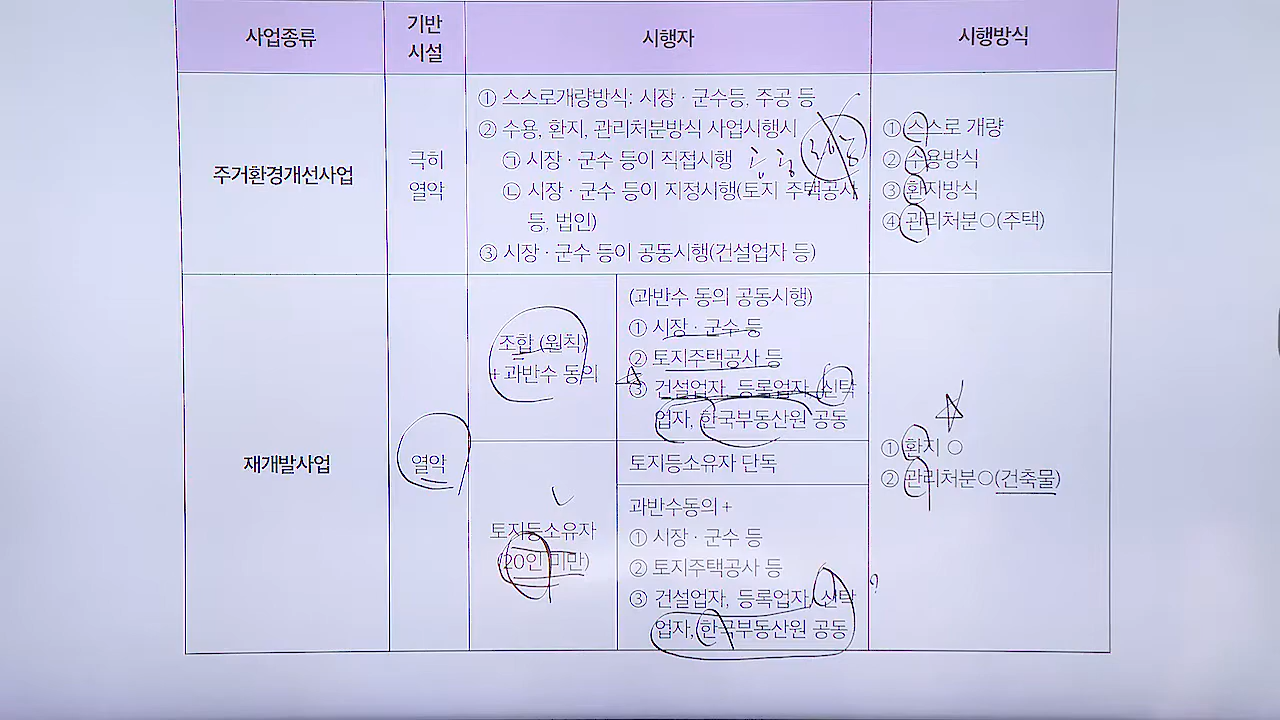 사업종류
기반
시설
시행자
시행방식
주거환경개선사업
극히
열악
① 스스로개량방식: 시장·군수등, 주공 등
② 수용, 환지, 관리처분방식 사업시행시
㉠ 시장·군수 등이 직접시행
㉡ 시장·군수 등이 지정시행(토지 주택공사
등, 법인)
③ 시장·군수 등이 공동시행(건설업자 등)
① 스스로 개량
② 수용방식
③ 환지방식
④ 관리처분○(주택)
재개발사업
열악
조합 (원칙)
+ 과반수 동의
(과반수 동의 공동시행)
① 시장·군수 등
② 토지주택공사 등
③ 건설업자, 등록업자, 신탁
업자, 한국부동산원 공동
토지등소유자
(20인 미만)
토지등소유자 단독
과반수동의 +
① 시장·군수 등
② 토지주택공사 등
③ 건설업자, 등록업자, 신탁
업자, 한국부동산원 공동
① 환지 ○
② 관리처분○(건축물)